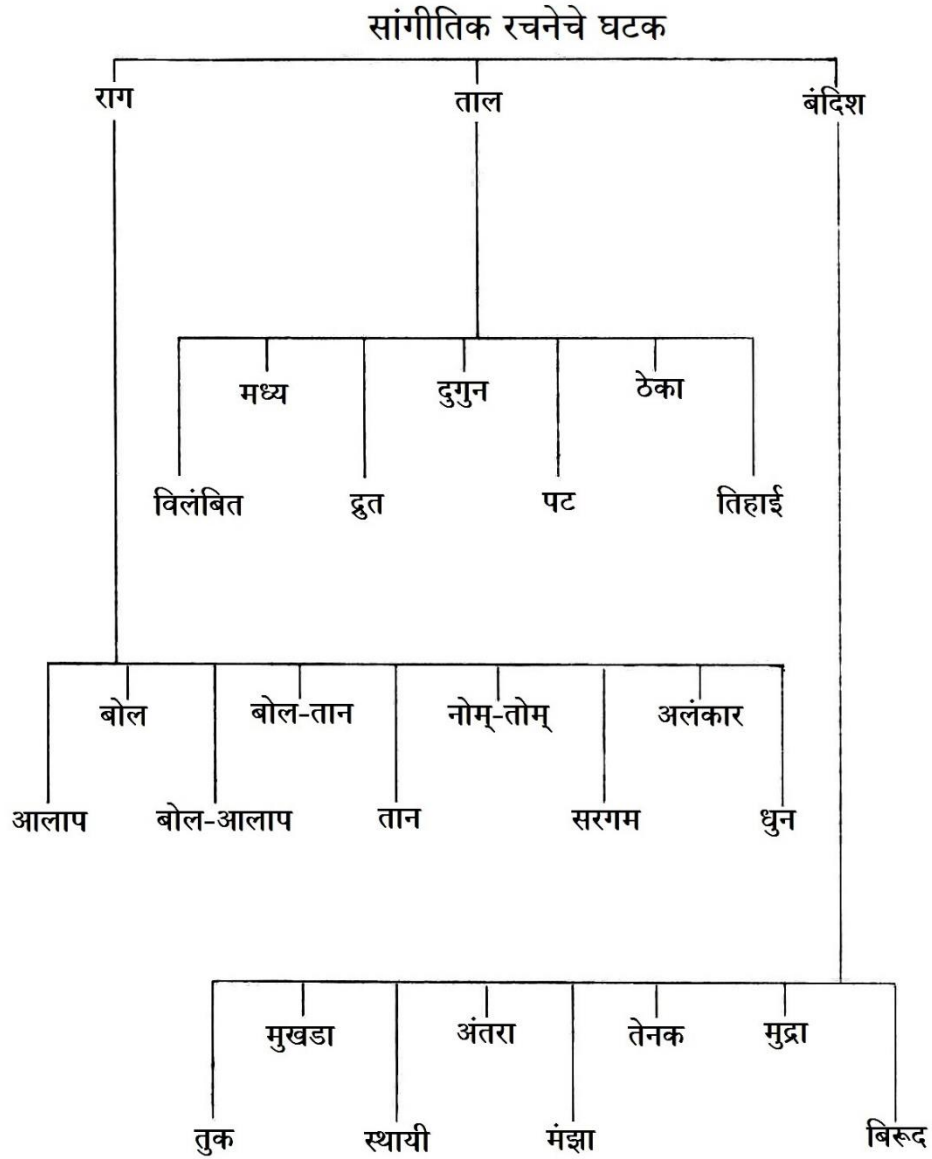 सांगीतिक रचनेचे घटक
राग ताल बंदिश
मध्य दुगुन ठेका
विलंबित द्रुत पट तिहाई
बोल बोल-तान नोम्-तोम् अलंकार
आलाप बोल-आलाप तान सरगम धुन
मुखडा अंतरा तेनक मुद्रा
तुक स्थायी मंझा बिरूद